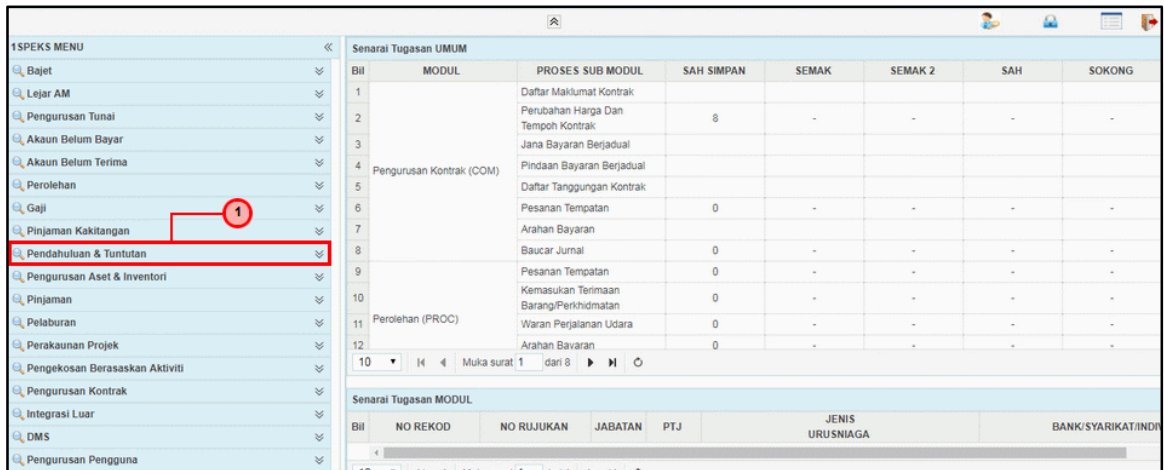 1SPEKS MENU
Bajet
Lejar AM
Pengurusan Tunai
Akaun Belum Bayar
Akaun Belum Terima
Perolehan
Gaji
1
Pinjaman Kakitangan
Pendahuluan & Tuntutan
Pengurusan Aset & Inventori
Pinjaman
Pelaburan
Perakaunan Projek
Pengekosan Berasaskan Aktiviti
Pengurusan Kontrak
Integrasi Luar
DMS
Pengurusan Pengguna
Senarai Tugasan UMUM
Bil MODUL PROSES SUB MODUL SAH SIMPAN SEMAK SEMAK 2 SAH SOKONG
1 Daftar Maklumat Kontrak
2 Perubahan Harga Dan
Tempoh Kontrak 8 - - - -
3 Jana Bayaran Berjadual
4 Pengurusan Kontrak (COM) Pindaan Bayaran Berjadual
5 Daftar Tanggungan Kontrak
6 Pesanan Tempatan 0 - - - -
7 Arahan Bayaran
8 Baucar Jurnal 0 - - - -
9 Pesanan Tempatan 0 - - - -
10 Kemasukan Terimaan
Barang/Perkhidmatan 0 - - - -
11 Perolehan (PROC) Waran Perjalanan Udara 0 - - - -
12 Arahan Bayaran 0 - - - -
10 Muka surat 1 dari 8
Senarai Tugasan MODUL
Bil NO REKOD NO RUJUKAN JABATAN PTJ JENIS
URUSNIAGA BANK/SYARIKAT/INDIV